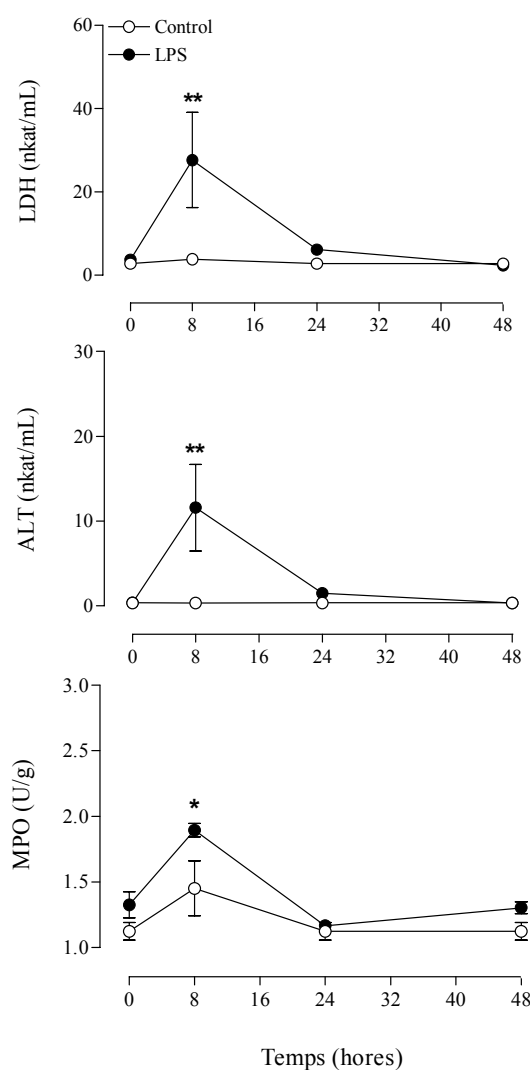 Control
LPS
LDH (nkat/mL)
60
40
20
0
**
0 8 16 24 32 40 48
ALT (nkat/mL)
30
20
10
0
**
0 8 16 24 32 40 48
MPO (U/g)
3.0
2.5
2.0
1.5
1.0
*
0 8 16 24 32 40 48
Temps (hores)